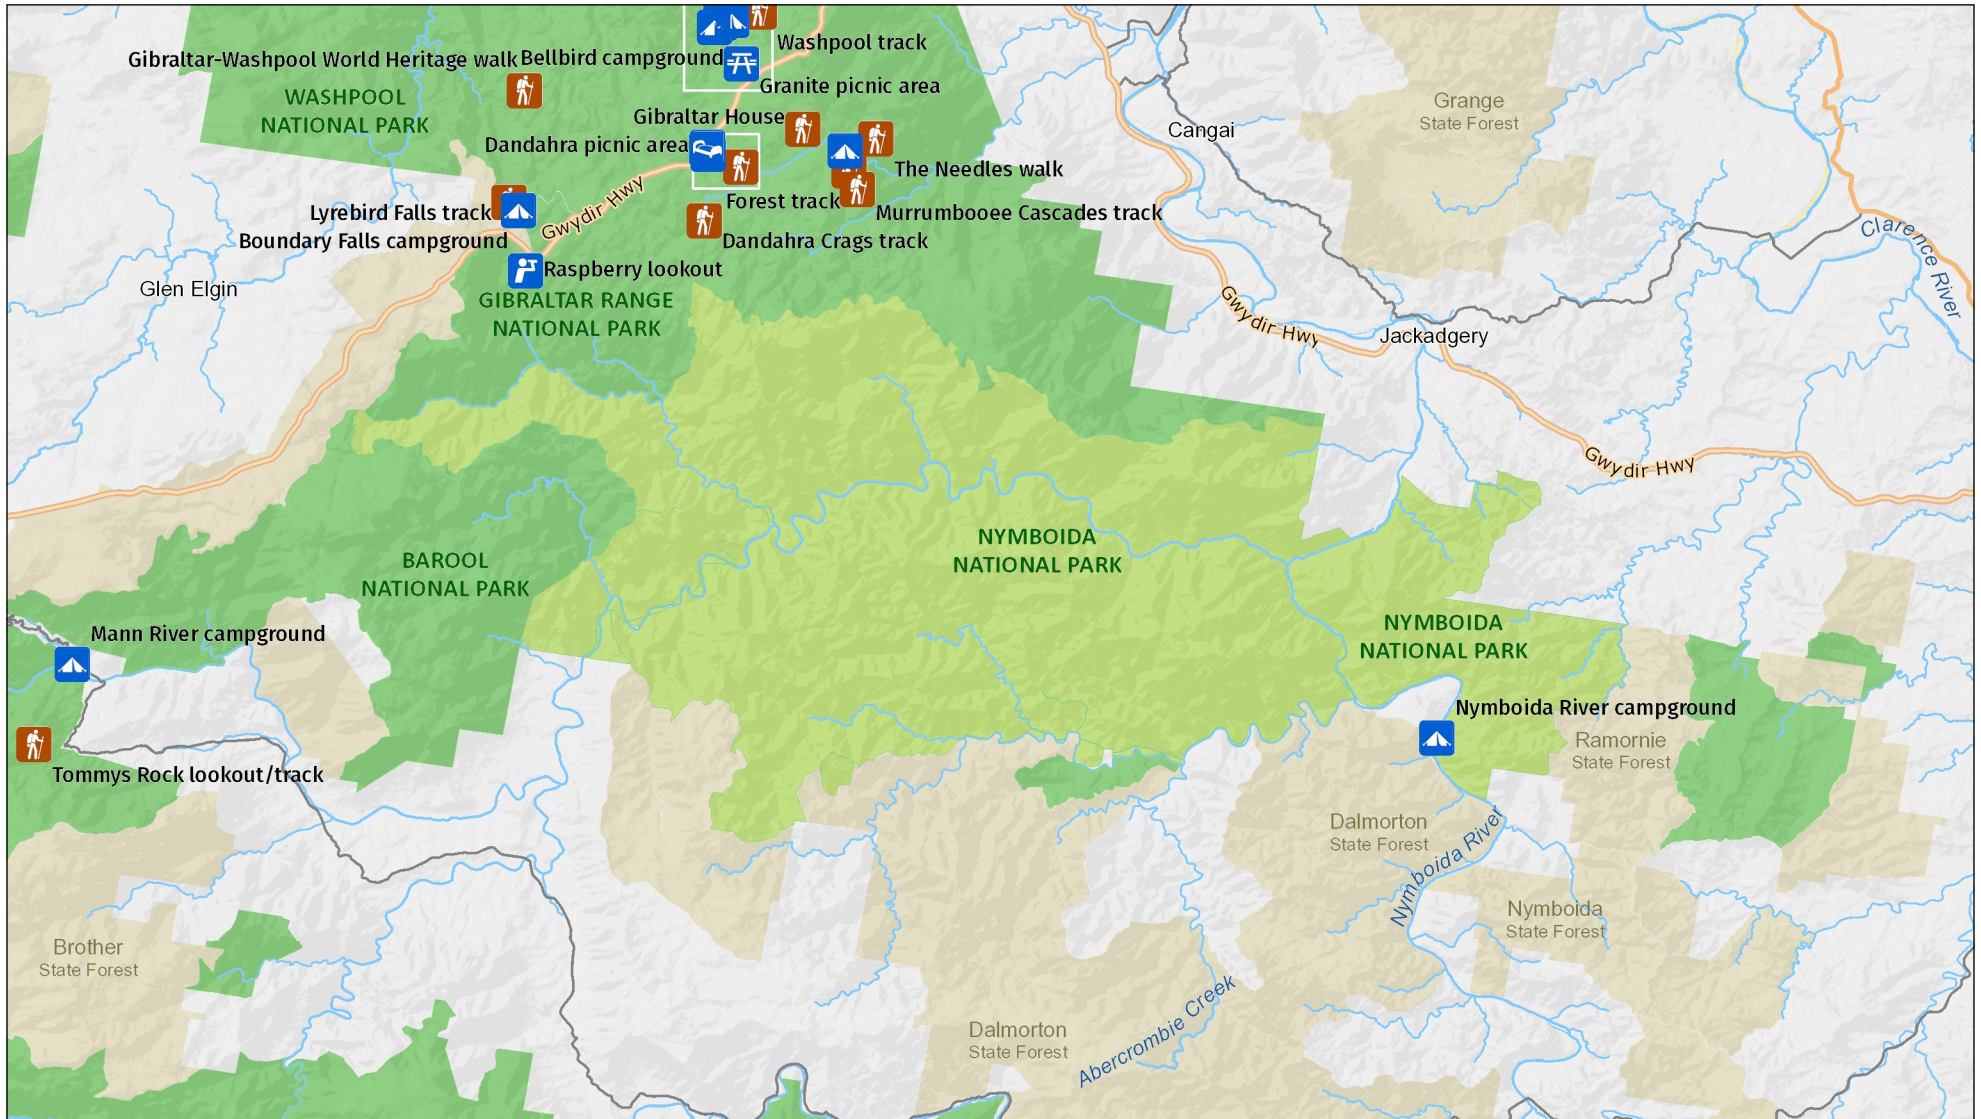 Washpool track
Gibraltar-Washpool World Heritage walk
Bellbird campground
Granite picnic area
WASHPOOL
NATIONAL PARK
Gibraltar House
Dandahra picnic area
The Needles walk
Forest track
Murrumbooee Cascades track
Lyrebird Falls track
Gwydir Hwy
Boundary Falls campground
Dandahra Crags track
Raspberry lookout
GIBRALTAR RANGE
NATIONAL PARK
Glen Elgin
Grange
State Forest
Cangai
Clarence River
Gwydir Hwy
Jackadgery
Gwydir Hwy
BAROOL
NATIONAL PARK
NYMBOIDA
NATIONAL PARK
NYMBOIDA
NATIONAL PARK
Mann River campground
Tommys Rock lookout/track
Nymboida River campground
Ramornie
State Forest
Dalmorton
State Forest
Nymboida River
Nymboida
State Forest
Brother
State Forest
Dalmorton
State Forest
Abercrombie Creek